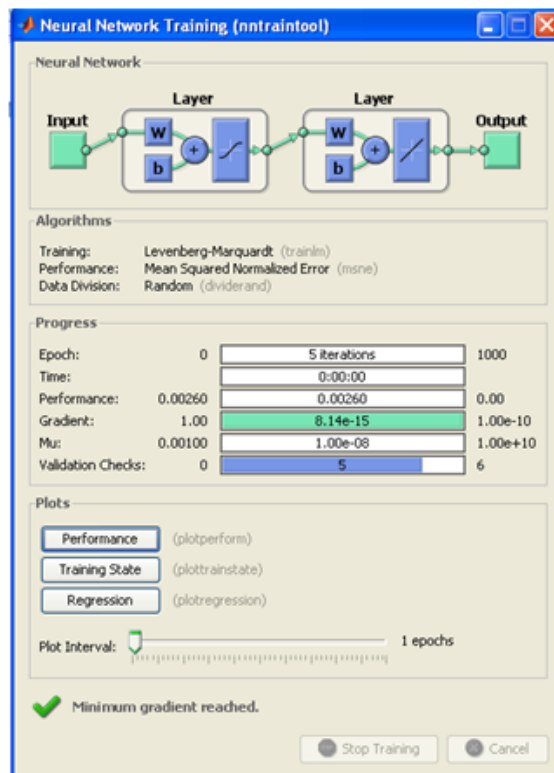 Neural Network Training (nntraintool)
Neural Network
Layer Layer
Input Output
W W
+ +
b b
Algorithms
Training: Levenberg-Marquardt (trainlm)
Performance: Mean Squared Normalized Error (msne)
Data Division: Random (dividerand)
Progress
Epoch: 0 5 iterations 1000
Time: 0:00:00
Performance: 0.00260 0.00260 0.00
Gradient: 1.00 8.14e-15 1.00e-10
Mu: 0.00100 1.00e-08 1.00e+10
Validation Checks: 0 5 6
Plots
Performance (plotperform)
Training State (plottrainstate)
Regression (plotregression)
Plot Interval: 1 epochs
Minimum gradient reached.
Stop Training Cancel